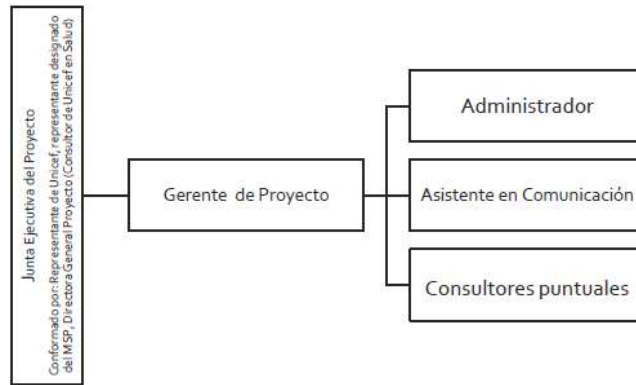 Junta Ejecutiva del Proyecto
Conformado por: Representante de Unicef, representante designado
del MSP, Directora General Proyecto (Consultor de Unicef en Salud)
Gerente de Proyecto
Administrador
Asistente en Comunicación
Consultores puntuales